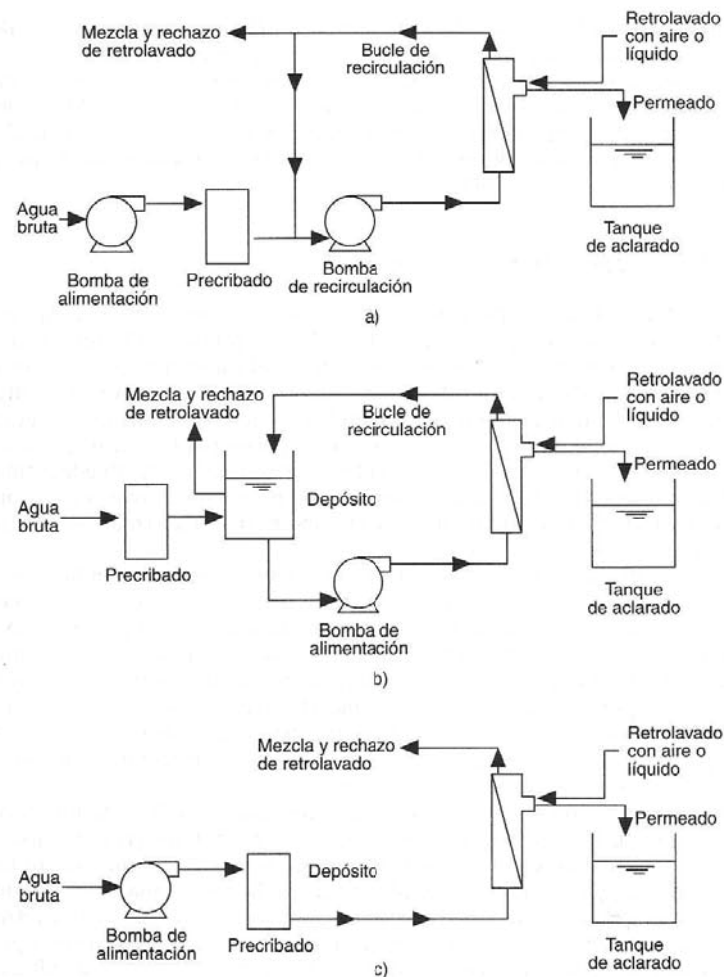 Mezcla y rechazo
de retrolavado
Bucle de
recirculación
Retrolavado
con aire o
líquido
Permeado
Agua
bruta
Bomba de
alimentación
Precribado
Bomba
de recirculación
Tanque
de aclarado
a)
Mezcla y rechazo
de retrolavado
Bucle de
recirculación
Retrolavado
con aire o
líquido
Permeado
Agua
bruta
Depósito
Precribado
Bomba de
alimentación
Tanque
de aclarado
b)
Mezcla y rechazo
de retrolavado
Retrolavado
con aire o
líquido
Permeado
Agua
bruta
Depósito
Bomba de
alimentación
Precribado
Tanque
de aclarado
c)